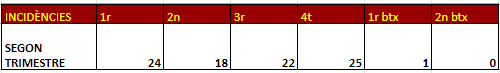 INCIDÈNCIES 1r 2n 3r 4t 1r btx 2n btx
SEGON
TRIMESTRE 24 18 22 25 1 0